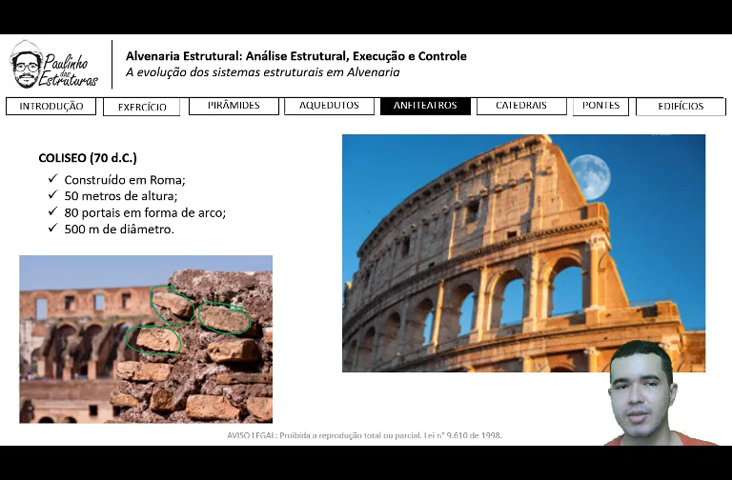 Paulinho
das
Estruturas
Alvenaria Estrutural: Análise Estrutural, Execução e Controle
A evolução dos sistemas estruturais em Alvenaria
INTRODUÇÃO
EXERCÍCIO
PIRÂMIDES
AQUEDUTOS
ANFITEATROS
CATEDRAIS
PONTES
EDIFÍCIOS
COLISEO (70 d.C.)
Construído em Roma;
50 metros de altura;
80 portais em forma de arco;
500 m de diâmetro.
AVISO LEGAL: Proibida a reprodução total ou parcial. Lei n° 9.610 de 1998.